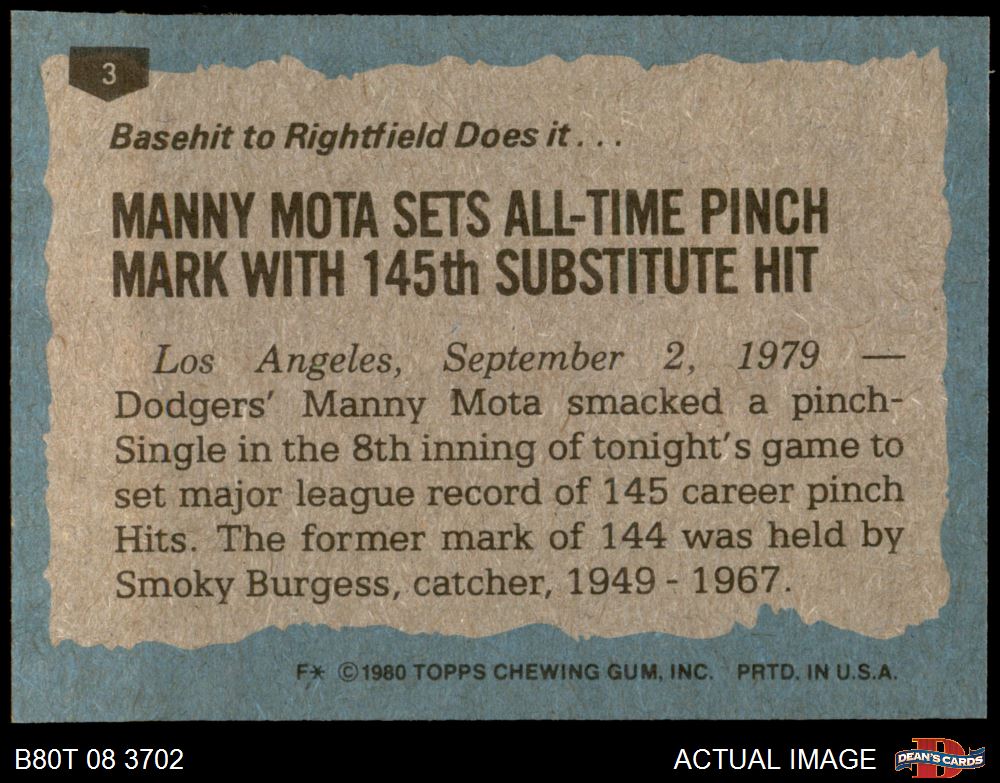 3
Basehit to Rightfield Does it...
MANNY MOTA SETS ALL-TIME PINCH
MARK WITH 145th SUBSTITUTE HIT
Los Angeles, September 2, 1979 —
Dodgers' Manny Mota smacked a pinch-
Single in the 8th inning of tonight's game to
set major league record of 145 career pinch
Hits. The former mark of 144 was held by
Smoky Burgess, catcher, 1949 - 1967.
F* ©1980 TOPPS CHEWING GUM, INC. PRTD. IN U.S.A.
B80T 08 3702 ACTUAL IMAGE D DEAN'S CARDS